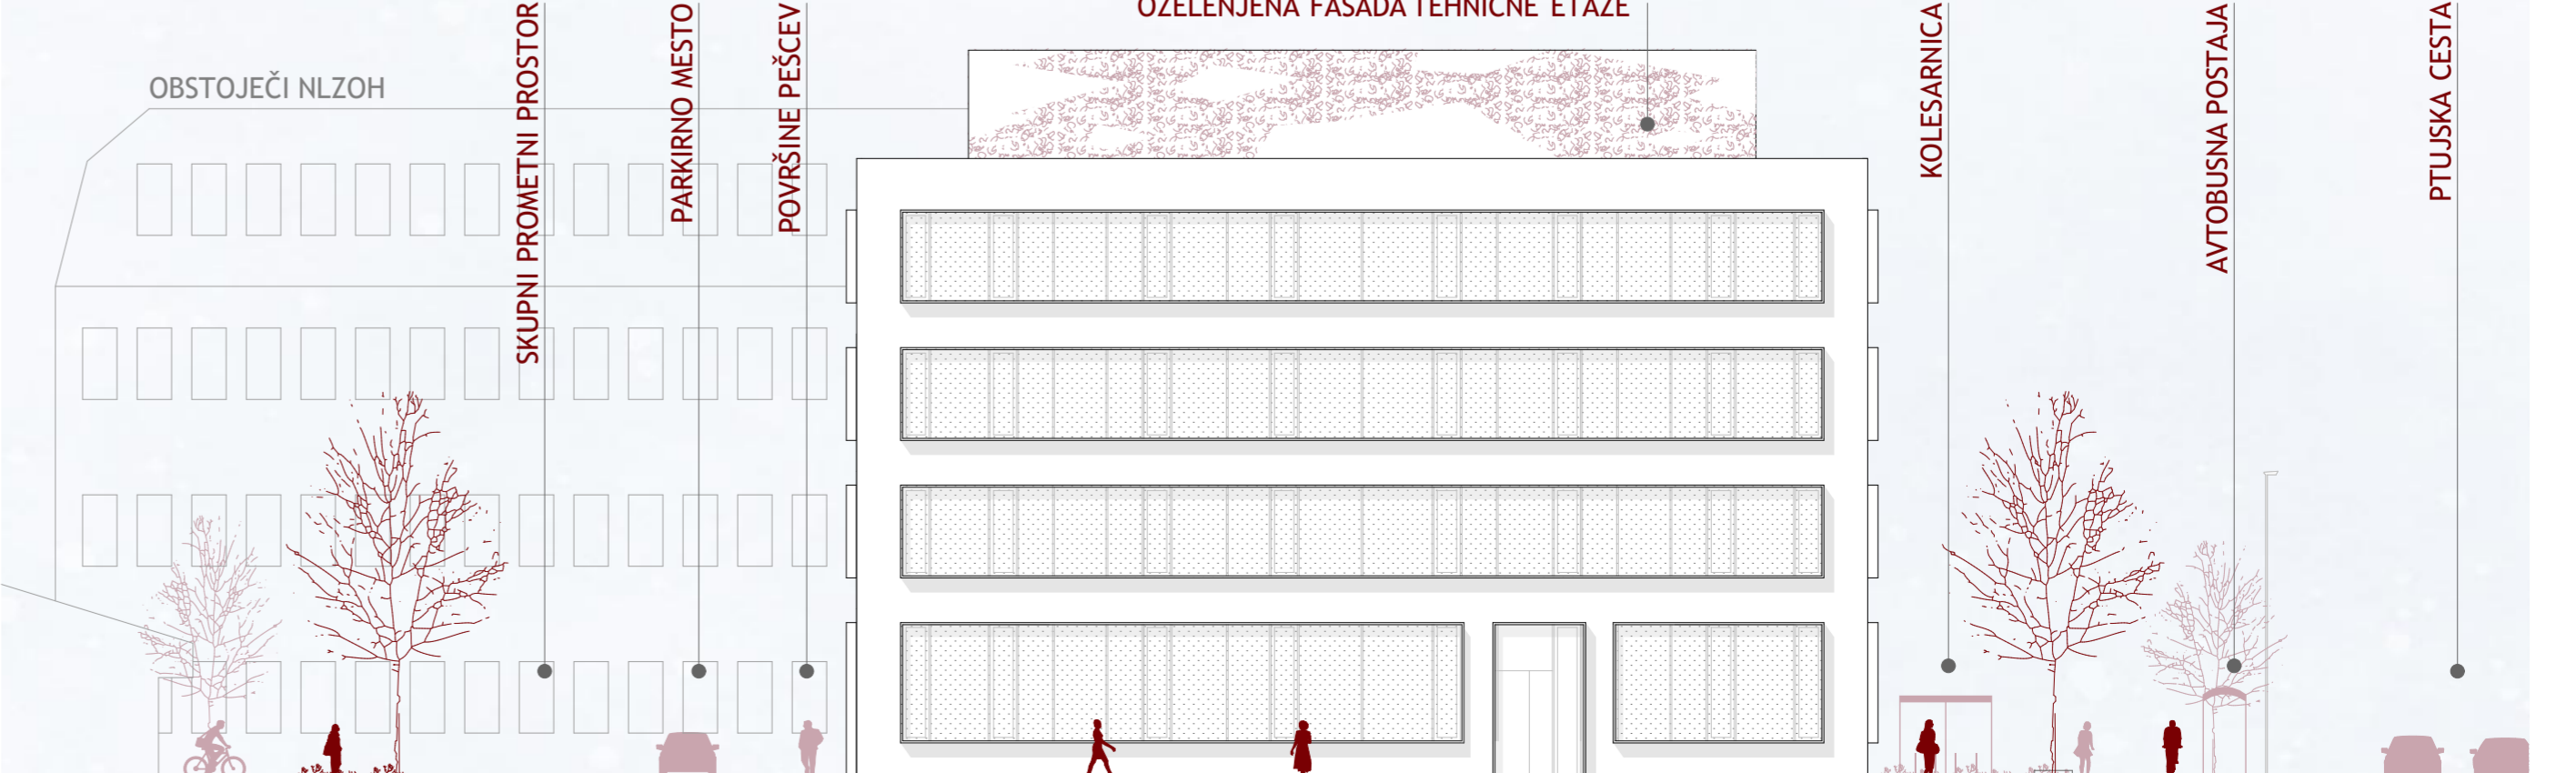 OZELENJENA FASADA TEHNIČNE ETAŽE
OBSTOJEČI NLZOH
SKUPNI PROMETNI PROSTOR
PARKIRNO MESTO
POVRŠINE PEŠCEV
KOLESARNICA
AVTOBUSNA POSTAJA
PTUJSKA CESTA